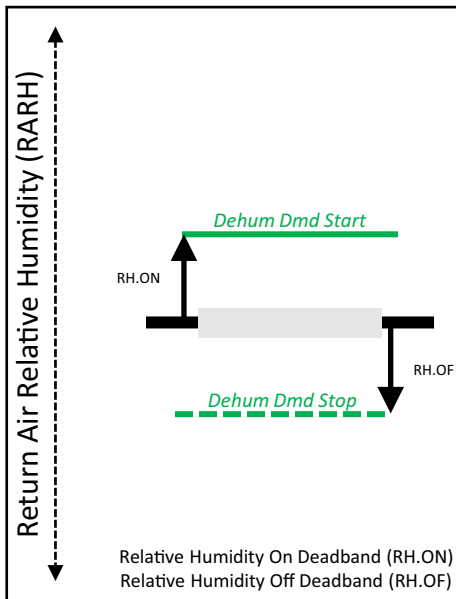 Return Air Relative Humidity (RARH)
Dehum Dmd Start
RH.ON
RH.OF
Dehum Dmd Stop
Relative Humidity On Deadband (RH.ON)
Relative Humidity Off Deadband (RH.OF)